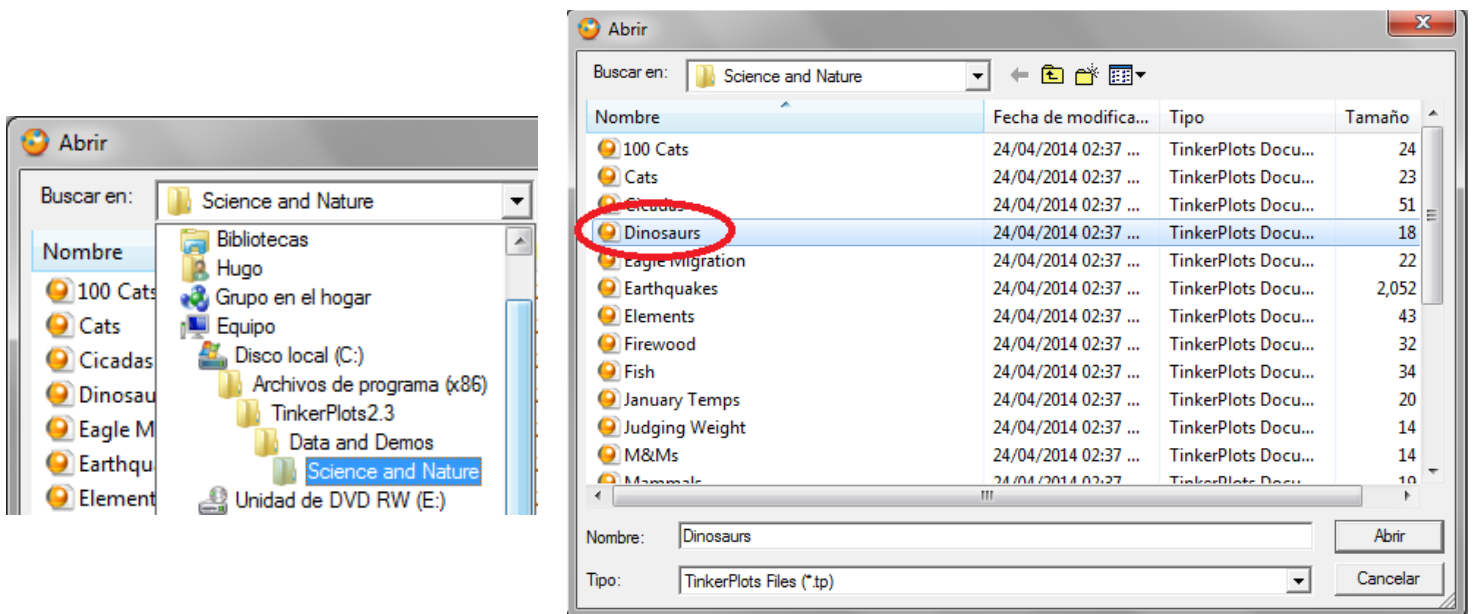 Abrir
Buscar en: Science and Nature
Nombre
100 Cats
Cats
Cicadas
Dinosau
Eagle M
Earthqu
Element
Bibliotecas
Hugo
Grupo en el hogar
Equipo
Disco local (C:)
Archivos de programa (x86)
TinkerPlots2.3
Data and Demos
Science and Nature
Unidad de DVD RW (E:)
Abrir
Buscar en: Science and Nature
Nombre Fecha de modifica... Tipo Tamaño
100 Cats 24/04/2014 02:37 ... TinkerPlots Docu... 24
Cats 24/04/2014 02:37 ... TinkerPlots Docu... 23
Cicadas 24/04/2014 02:37 ... TinkerPlots Docu... 51
Dinosaurs 24/04/2014 02:37 ... TinkerPlots Docu... 18
Eagle Migration 24/04/2014 02:37 ... TinkerPlots Docu... 22
Earthquakes 24/04/2014 02:37 ... TinkerPlots Docu... 2,052
Elements 24/04/2014 02:37 ... TinkerPlots Docu... 43
Firewood 24/04/2014 02:37 ... TinkerPlots Docu... 32
Fish 24/04/2014 02:37 ... TinkerPlots Docu... 34
January Temps 24/04/2014 02:37 ... TinkerPlots Docu... 20
Judging Weight 24/04/2014 02:37 ... TinkerPlots Docu... 14
M&Ms 24/04/2014 02:37 ... TinkerPlots Docu... 14
Mammals 24/04/2014 02:37 TinkerPlots Docu 19
Nombre: Dinosaurs Abrir
Tipo: TinkerPlots Files (*.tp) Cancelar